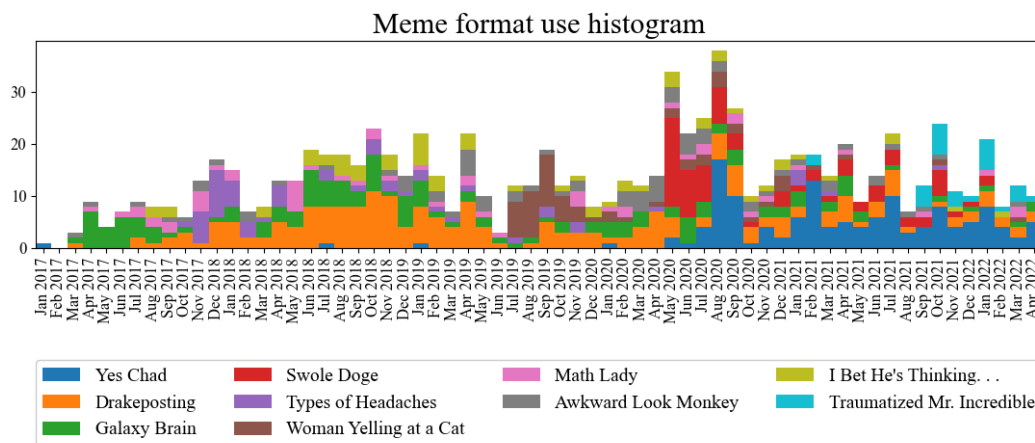 Meme format use histogram
30
20
10
0
Jan 2017
Feb 2017
Mar 2017
Apr 2017
May 2017
Jun 2017
Jul 2017
Aug 2017
Sep 2017
Oct 2017
Nov 2017
Dec 2018
Jan 2018
Feb 2018
Mar 2018
Apr 2018
May 2018
Jun 2018
Jul 2018
Aug 2018
Sep 2018
Oct 2018
Nov 2018
Dec 2019
Jan 2019
Feb 2019
Mar 2019
Apr 2019
May 2019
Jun 2019
Jul 2019
Aug 2019
Sep 2019
Oct 2019
Nov 2019
Dec 2020
Jan 2020
Feb 2020
Mar 2020
Apr 2020
May 2020
Jun 2020
Jul 2020
Aug 2020
Sep 2020
Oct 2020
Nov 2020
Dec 2021
Jan 2021
Feb 2021
Mar 2021
Apr 2021
May 2021
Jun 2021
Jul 2021
Aug 2021
Sep 2021
Oct 2021
Nov 2021
Dec 2022
Jan 2022
Feb 2022
Mar 2022
Apr 2022
Yes Chad
Drakeposting
Galaxy Brain
Swole Doge
Types of Headaches
Woman Yelling at a Cat
Math Lady
Awkward Look Monkey
I Bet He's Thinking. . .
Traumatized Mr. Incredible